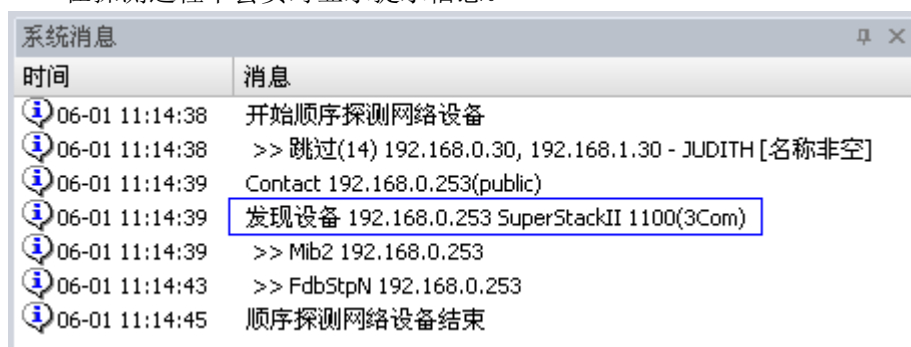 系统消息
时间 消息
06-01 11:14:38 开始顺序探测网络设备
06-01 11:14:38 >> 跳过(14) 192.168.0.30, 192.168.1.30 - JUDITH [名称非空]
06-01 11:14:39 Contact 192.168.0.253(public)
06-01 11:14:39 发现设备 192.168.0.253 SuperStackII 1100(3Com)
06-01 11:14:39 >> Mib2 192.168.0.253
06-01 11:14:43 >> FdbStpN 192.168.0.253
06-01 11:14:45 顺序探测网络设备结束